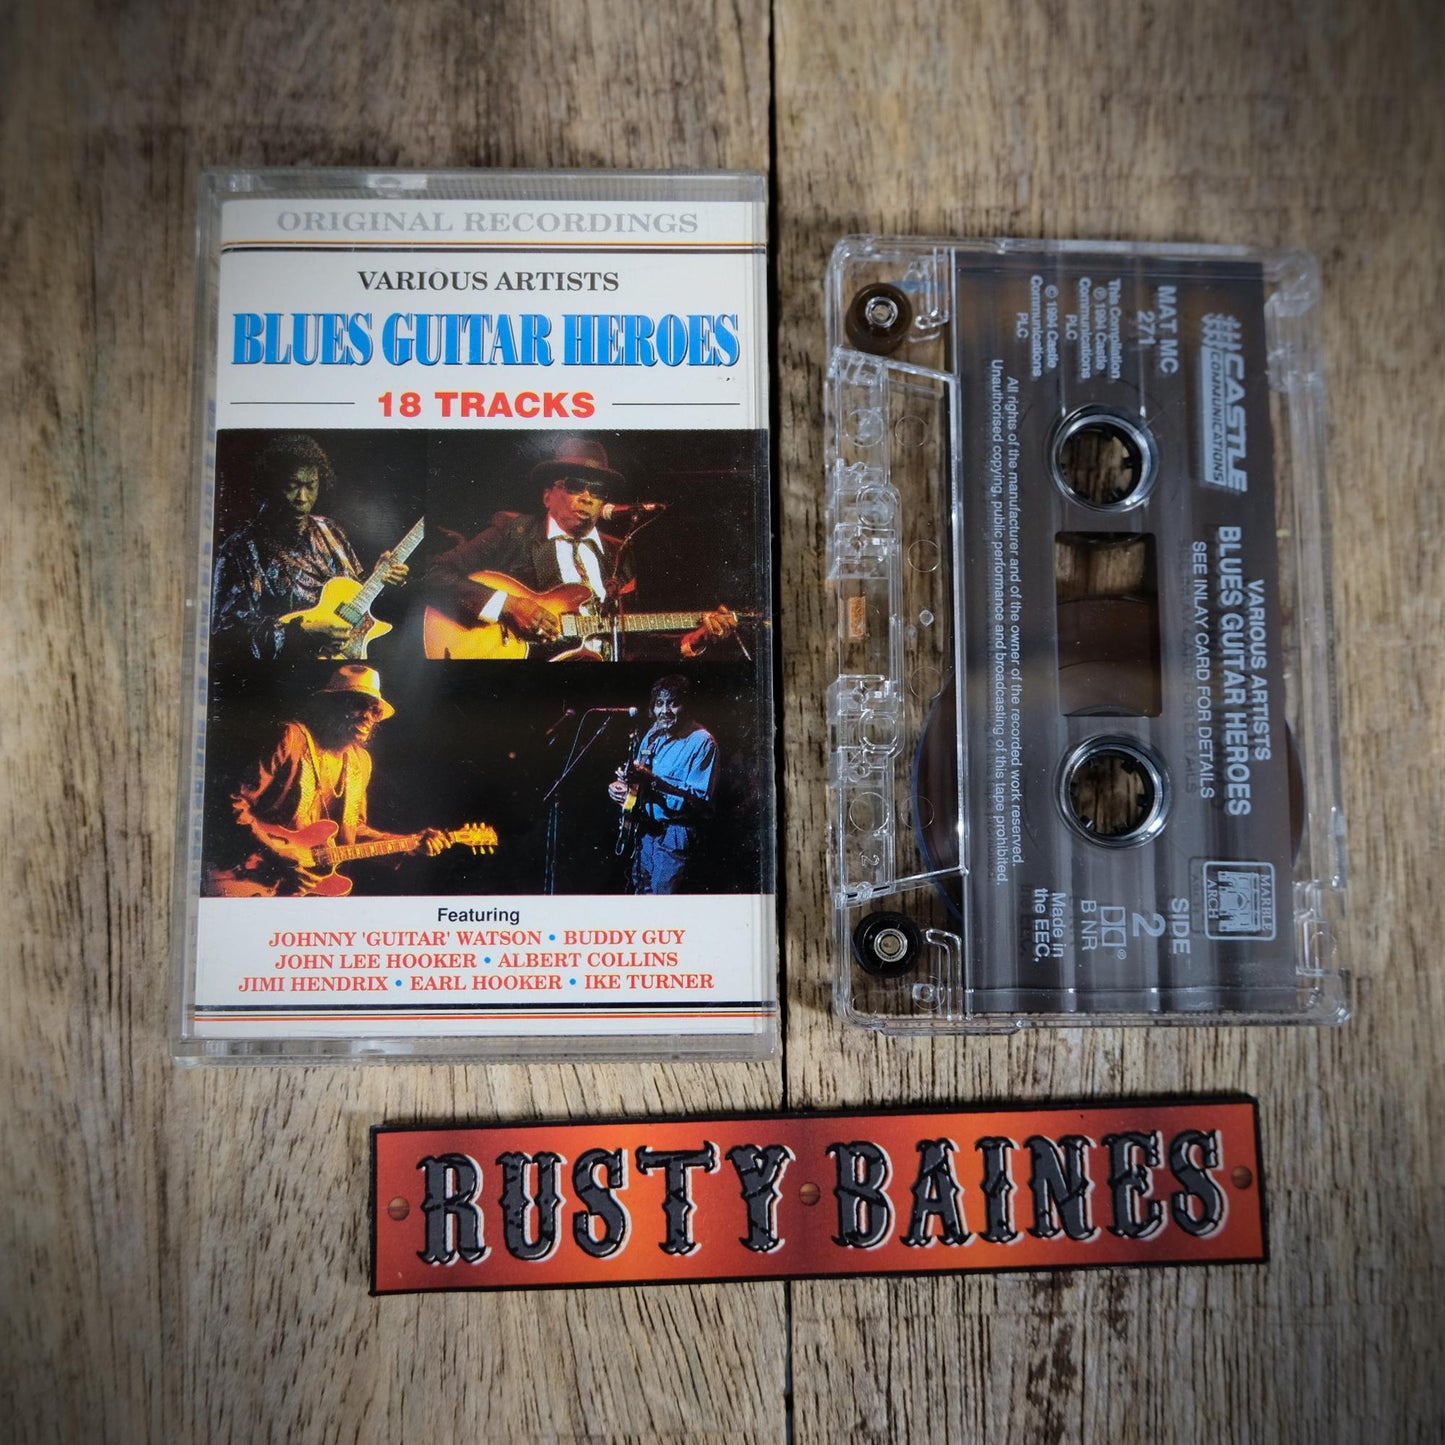 ORIGINAL RECORDINGS
VARIOUS ARTISTS
BLUES GUITAR HEROES
18 TRACKS
Featuring
JOHNNY 'GUITAR' WATSON • BUDDY GUY
JOHN LEE HOOKER • ALBERT COLLINS
JIMI HENDRIX • EARL HOOKER • IKE TURNER
CASTLE
COMMUNICATIONS
VARIOUS ARTISTS
BLUES GUITAR HEROES
SEE INLAY CARD FOR DETAILS
MARBLE
ARCH
MAT MC
271
SIDE
2
This Compilation
℗ 1994 Castle
Communications
PLC
© 1994 Castle
Communications
PLC
B NR
Made in
the EEC.
All rights of the manufacturer and of the owner of the recorded work reserved.
Unauthorised copying, public performance and broadcasting of this tape prohibited.
2
RUSTY BAINES